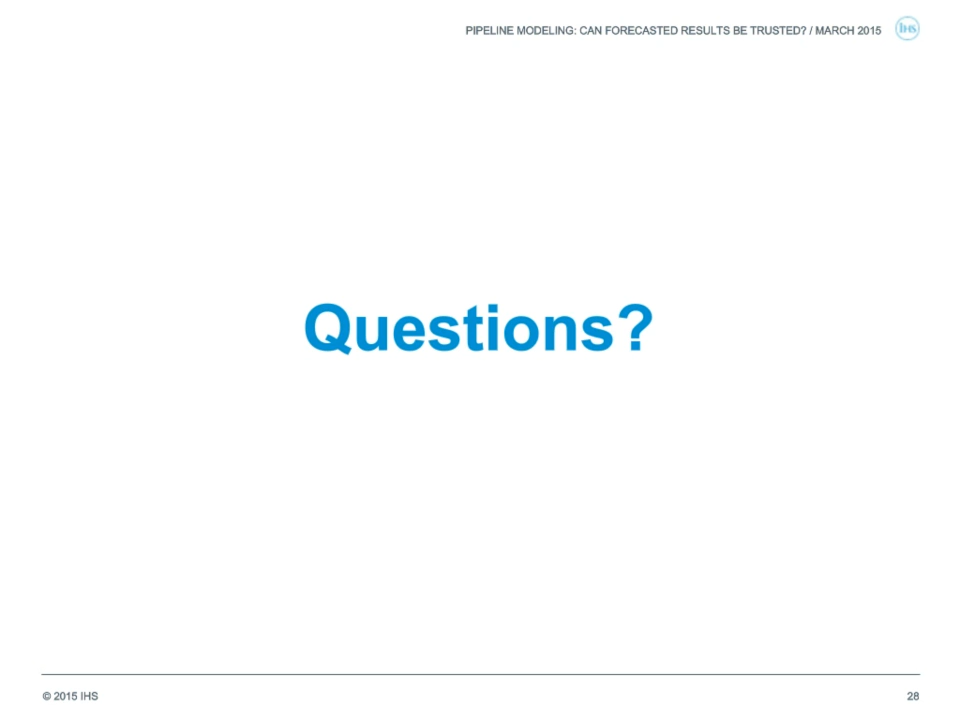 PIPELINE MODELING: CAN FORECASTED RESULTS BE TRUSTED? / MARCH 2015
IHS
Questions?
© 2015 IHS
28